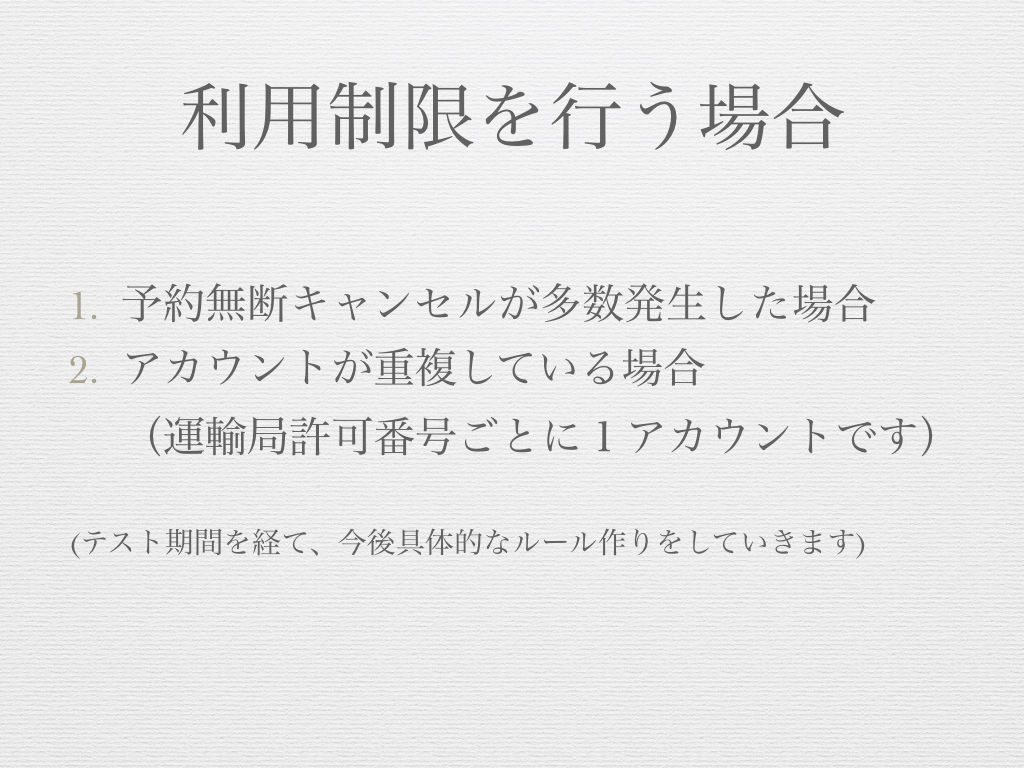 利用制限を行う場合
1. 予約無断キャンセルが多数発生した場合
2. アカウントが重複している場合
（運輸局許可番号ごとに１アカウントです）
(テスト期間を経て、今後具体的なルール作りをしていきます)